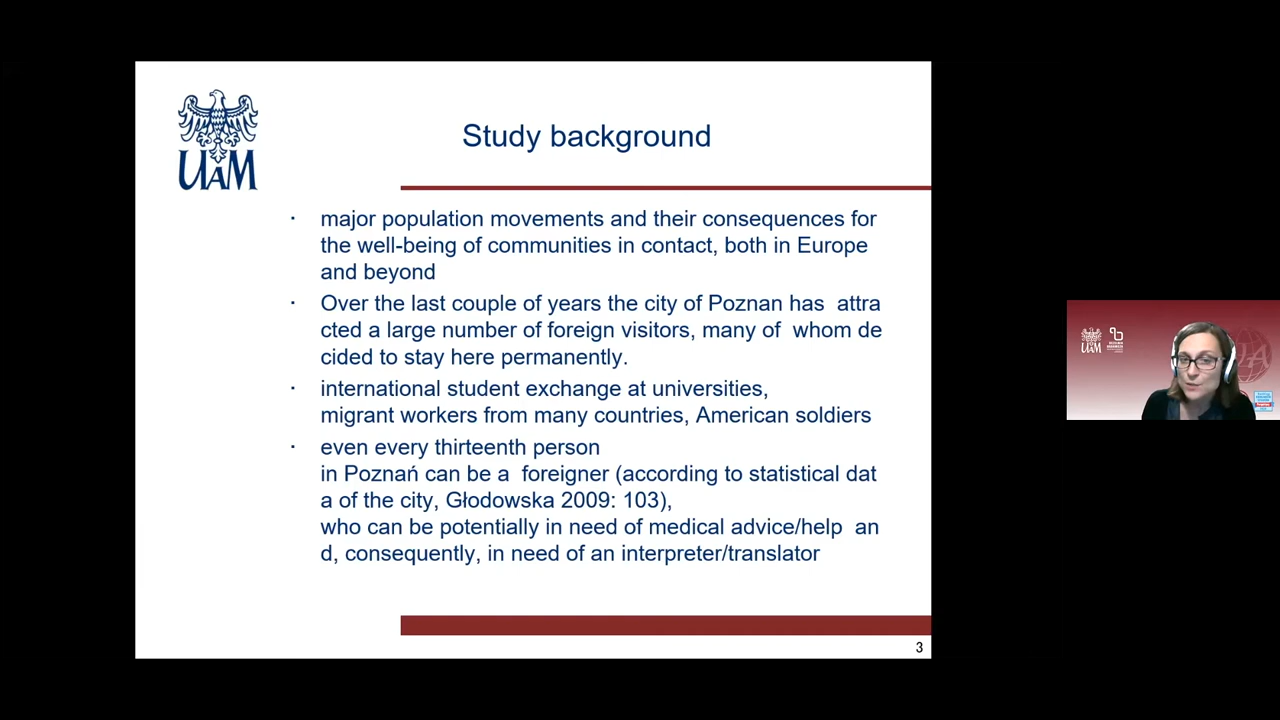 UAM
Study background
· major population movements and their consequences for
the well-being of communities in contact, both in Europe
and beyond
· Over the last couple of years the city of Poznan has  attra
cted a large number of foreign visitors, many of  whom de
cided to stay here permanently.
· international student exchange at universities,
migrant workers from many countries, American soldiers
· even every thirteenth person
in Poznań can be a  foreigner (according to statistical dat
a of the city, Głodowska 2009: 103),
who can be potentially in need of medical advice/help  an
d, consequently, in need of an interpreter/translator
3
UAM